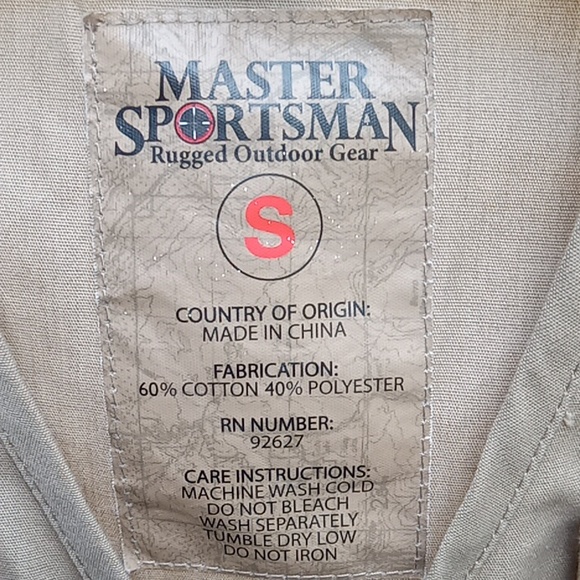 MASTER
SPORTSMAN
Rugged Outdoor Gear
S
COUNTRY OF ORIGIN:
MADE IN CHINA
FABRICATION:
60% COTTON 40% POLYESTER
RN NUMBER:
92627
CARE INSTRUCTIONS:
MACHINE WASH COLD
DO NOT BLEACH
WASH SEPARATELY
TUMBLE DRY LOW
DO NOT IRON